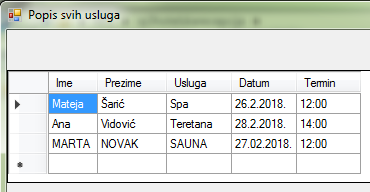 Popis svih usluga
Ime Prezime Usluga Datum Termin
Mateja Šarić Spa 26.2.2018. 12:00
Ana Vidović Teretana 28.2.2018. 14:00
MARTA NOVAK SAUNA 27.02.2018. 12:00